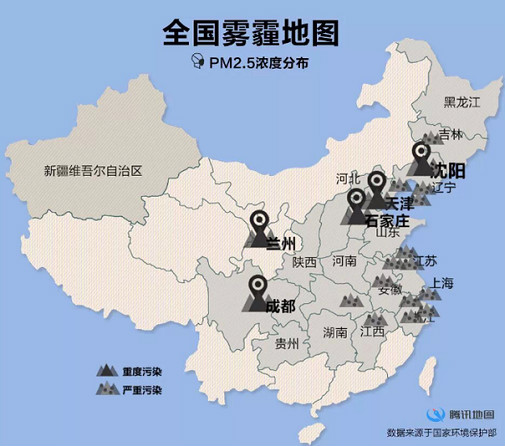 全国雾霾地图
PM2.5浓度分布
黑龙江
吉林
新疆维吾尔自治区
沈阳
河北
辽宁
天津
石家庄
山东
兰州
陕西
河南
江苏
安徽
上海
成都
湖南
江西
贵州
重度污染
严重污染
腾讯地图
数据来源于国家环境保护部